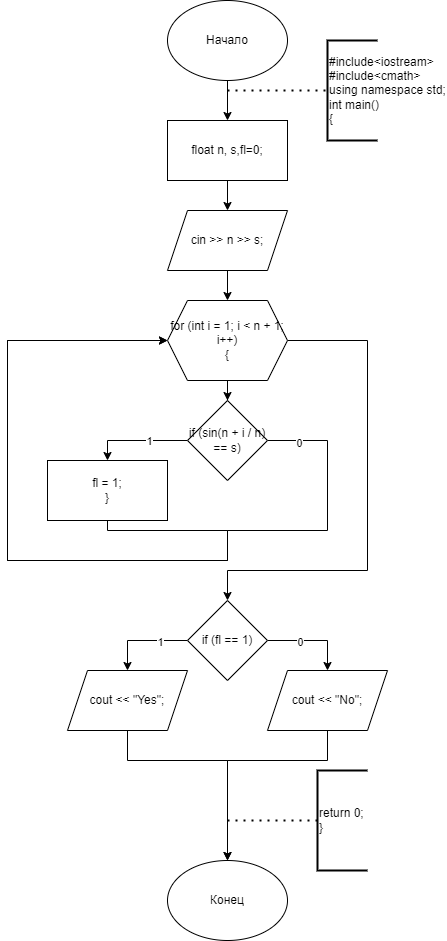 Начало
#include<iostream>
#include<cmath>
using namespace std;
int main()
{
float n, s,fl=0;
cin >> n >> s;
for (int i = 1; i < n + 1;
i++)
{
if (sin(n + i / n)
== s)
1
0
fl = 1;
}
if (fl == 1)
1
0
cout << "Yes";
cout << "No";
return 0;
}
Конец